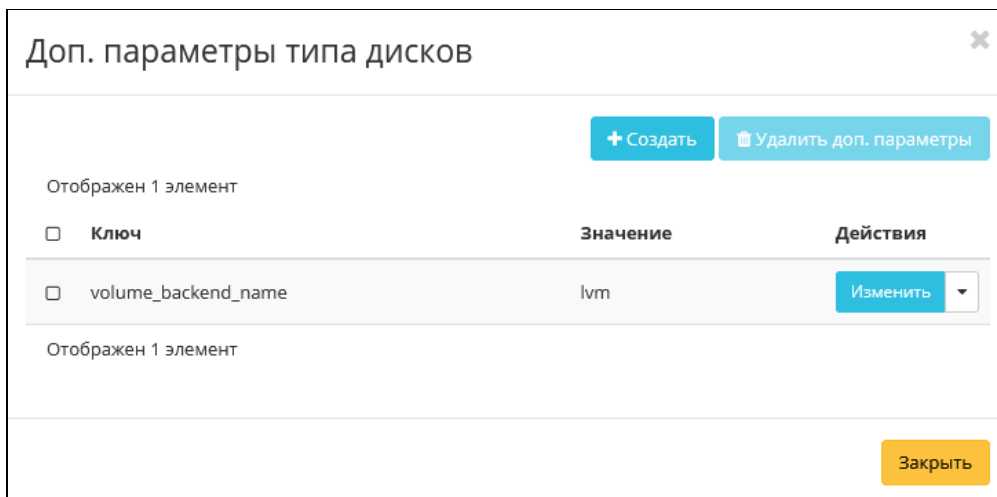 Доп. параметры типа дисков
Создать Удалить доп. параметры
Отображен 1 элемент
Ключ Значение Действия
volume_backend_name lvm Изменить
Отображен 1 элемент
Закрыть